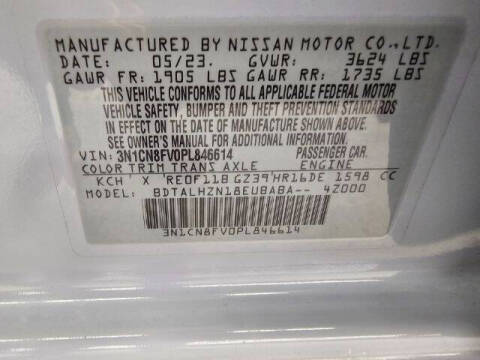 MANUFACTURED BY NISSAN MOTOR CO., LTD.
DATE: 05/23. GVWR: 3624 LBS
GAWR FR: 1905 LBS GAWR RR: 1735 LBS
THIS VEHICLE CONFORMS TO ALL APPLICABLE FEDERAL MOTOR
VEHICLE SAFETY, BUMPER AND THEFT PREVENTION STANDARDS
IN EFFECT ON THE DATE OF MANUFACTURE SHOWN ABOVE.
SEE OWNER'S MANUAL FOR ADDITIONAL INFORMATION.
VIN: 3N1CN8FV0PL846614 PASSENGER CAR.
COLOR TRIM TRANS AXLE ENGINE
KCH X RE0F11B GZ39 HR16DE 1598 CC
BDTALHZN18EUBABA-- 4Z000
3N1CN8FV0PL846614